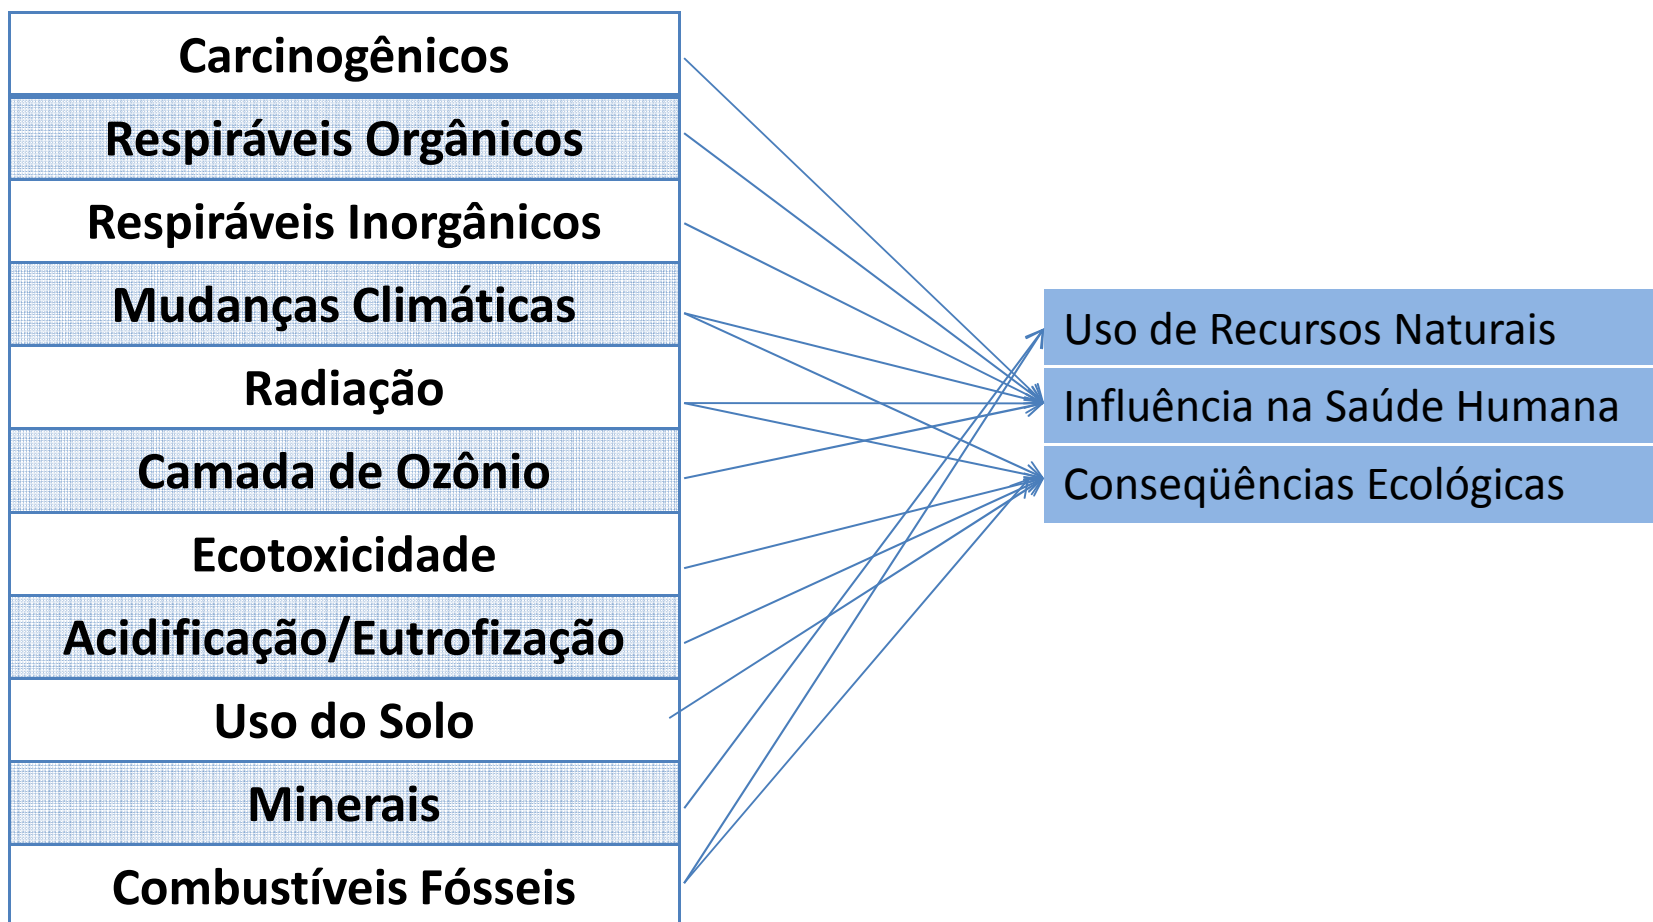 Carcinogênicos
Respiráveis Orgânicos
Respiráveis Inorgânicos
Mudanças Climáticas
Radiação
Camada de Ozônio
Ecotoxicidade
Acidificação/Eutrofização
Uso do Solo
Minerais
Combustíveis Fósseis
Uso de Recursos Naturais
Influência na Saúde Humana
Conseqüências Ecológicas